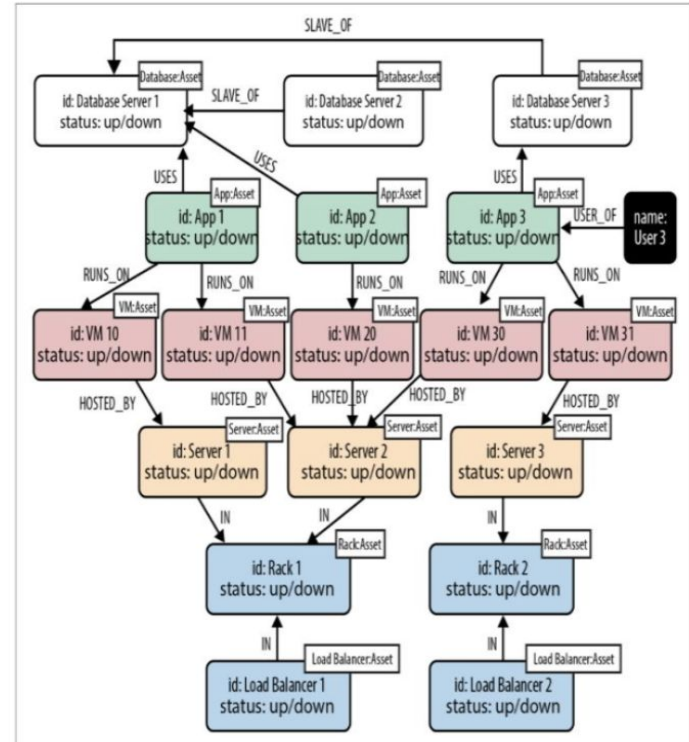 SLAVE_OF
Database:Asset
id: Database Server 1
status: up/down
SLAVE_OF
Database:Asset
id: Database Server 2
status: up/down
Database:Asset
id: Database Server 3
status: up/down
USES
USES
USES
App:Asset
id: App 1
status: up/down
App:Asset
id: App 2
status: up/down
App:Asset
id: App 3
status: up/down
USER_OF
name:
User 3
RUNS_ON
RUNS_ON
RUNS_ON
RUNS_ON
RUNS_ON
VM:Asset
id: VM 10
status: up/down
VM:Asset
id: VM 11
status: up/down
VM:Asset
id: VM 20
status: up/down
VM:Asset
id: VM 30
status: up/down
VM:Asset
id: VM 31
status: up/down
HOSTED_BY
HOSTED_BY
HOSTED_BY
HOSTED_BY
HOSTED_BY
Server:Asset
id: Server 1
status: up/down
Server:Asset
id: Server 2
status: up/down
Server:Asset
id: Server 3
status: up/down
IN
IN
IN
Rack:Asset
id: Rack 1
status: up/down
Rack:Asset
id: Rack 2
status: up/down
IN
IN
Load Balancer:Asset
id: Load Balancer 1
status: up/down
Load Balancer:Asset
id: Load Balancer 2
status: up/down